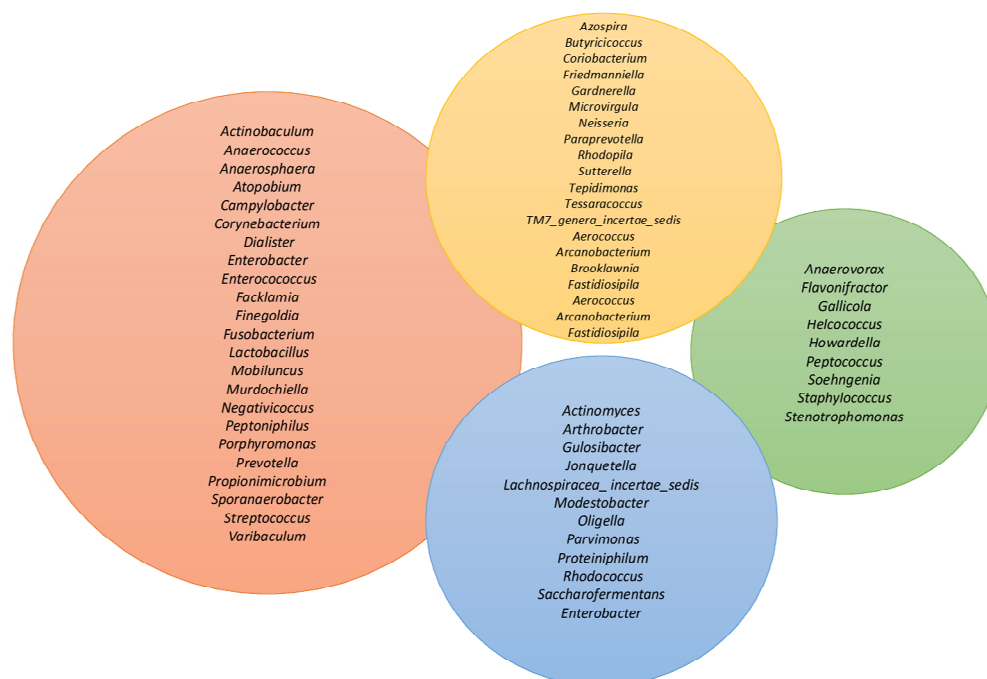 Actinobaculum
Anaerococcus
Anaerosphaera
Atopobium
Campylobacter
Corynebacterium
Dialister
Enterobacter
Enterococcus
Facklamia
Finegoldia
Fusobacterium
Lactobacillus
Mobiluncus
Murdochiella
Negativicoccus
Peptoniphilus
Porphyromonas
Prevotella
Propionimicrobium
Sporanaerobacter
Streptococcus
Varibaculum
Azospira
Butyricicoccus
Coriobacterium
Friedmanniella
Gardnerella
Microvirgula
Neisseria
Paraprevotella
Rhodopila
Sutterella
Tepidimonas
Tessaracoccus
TM7_genera_incertae_sedis
Aerococcus
Arcanobacterium
Brooklawnia
Fastidiosipila
Aerococcus
Arcanobacterium
Fastidiosipila
Actinomyces
Arthrobacter
Gulosibacter
Jonquetella
Lachnospiracea_ incertae_sedis
Modestobacter
Oligella
Parvimonas
Proteiniphilum
Rhodococcus
Saccharofermentans
Enterobacter
Anaerovorax
Flavonifractor
Gallicola
Helcococcus
Howardella
Peptococcus
Soehngenia
Staphylococcus
Stenotrophomonas